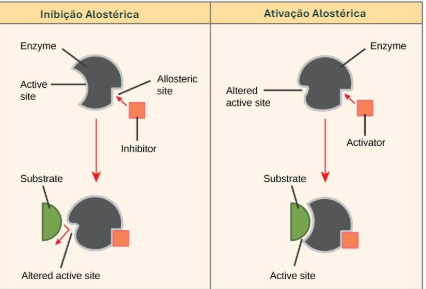 Inibição Alostérica
Enzyme
Active
site
Allosteric
site
Inhibitor
Substrate
Altered active site
Ativação Alostérica
Enzyme
Altered
active site
Activator
Substrate
Active site